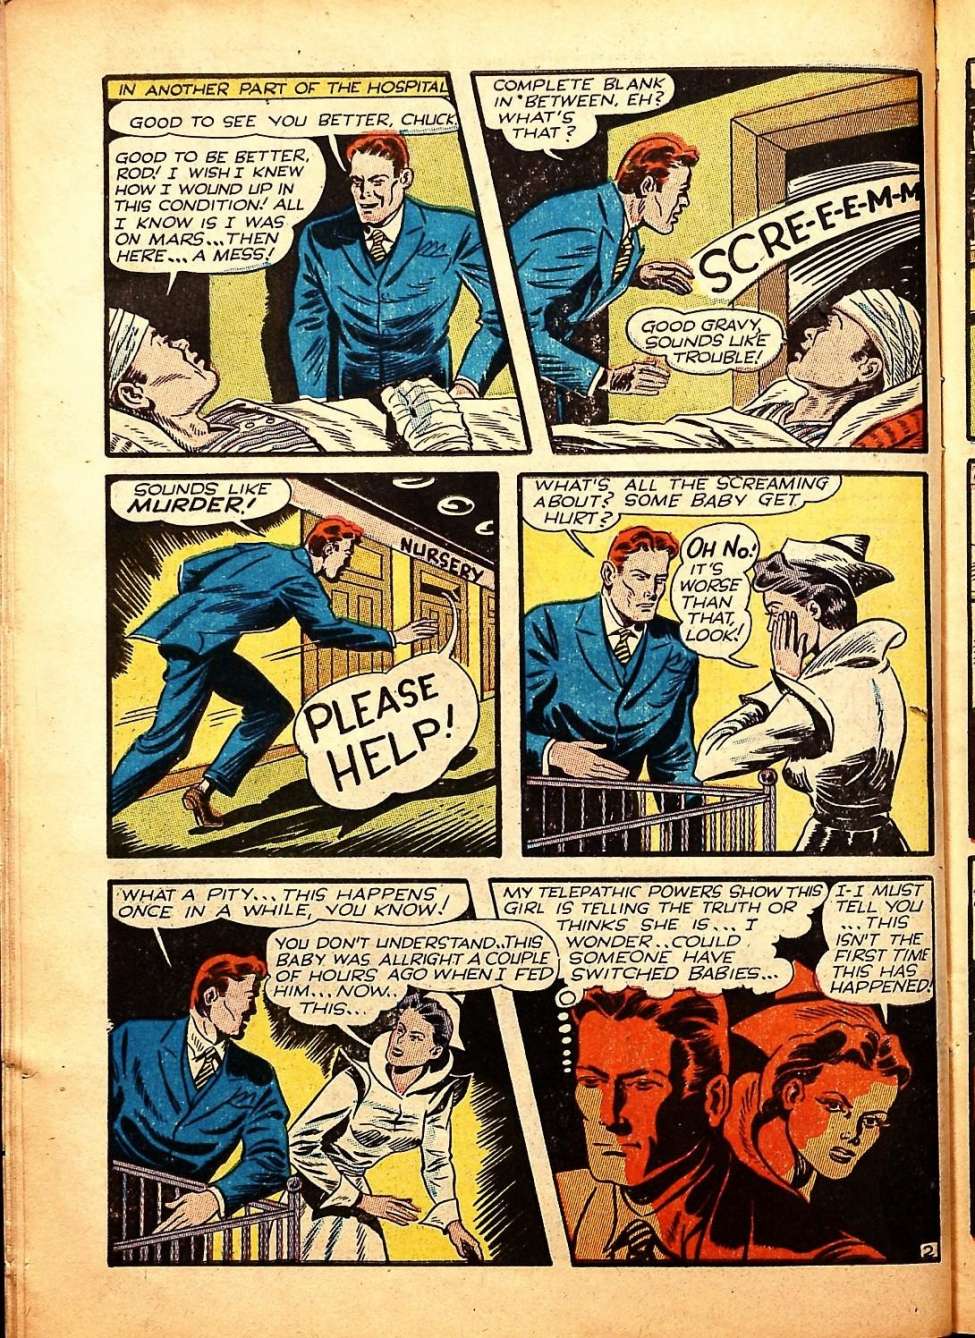 IN ANOTHER PART OF THE HOSPITAL
GOOD TO SEE YOU BETTER, CHUCK.
GOOD TO BE BETTER,
ROD! I WISH I KNEW
HOW I WOUND UP IN
THIS CONDITION! ALL
I KNOW IS I WAS
ON MARS...THEN
HERE... A MESS!
COMPLETE BLANK
IN BETWEEN, EH?
WHAT'S
THAT?
SCRE-E-E-M-M
GOOD GRAVY,
SOUNDS LIKE
TROUBLE!
SOUNDS LIKE
MURDER!
NURSERY
PLEASE
HELP!
WHAT'S ALL THE SCREAMING
ABOUT? SOME BABY GET
HURT?
OH NO!
IT'S
WORSE
THAN
THAT,
LOOK!
WHAT A PITY... THIS HAPPENS
ONCE IN A WHILE, YOU KNOW!
YOU DON'T UNDERSTAND..THIS
BABY WAS ALLRIGHT A COUPLE
OF HOURS AGO WHEN I FED
HIM... NOW..
THIS...
MY TELEPATHIC POWERS SHOW THIS
GIRL IS TELLING THE TRUTH OR
THINKS SHE IS... I
WONDER..COULD
SOMEONE HAVE
SWITCHED BABIES...
I-I MUST
TELL YOU
...THIS
ISN'T THE
FIRST TIME
THIS HAS
HAPPENED!
2